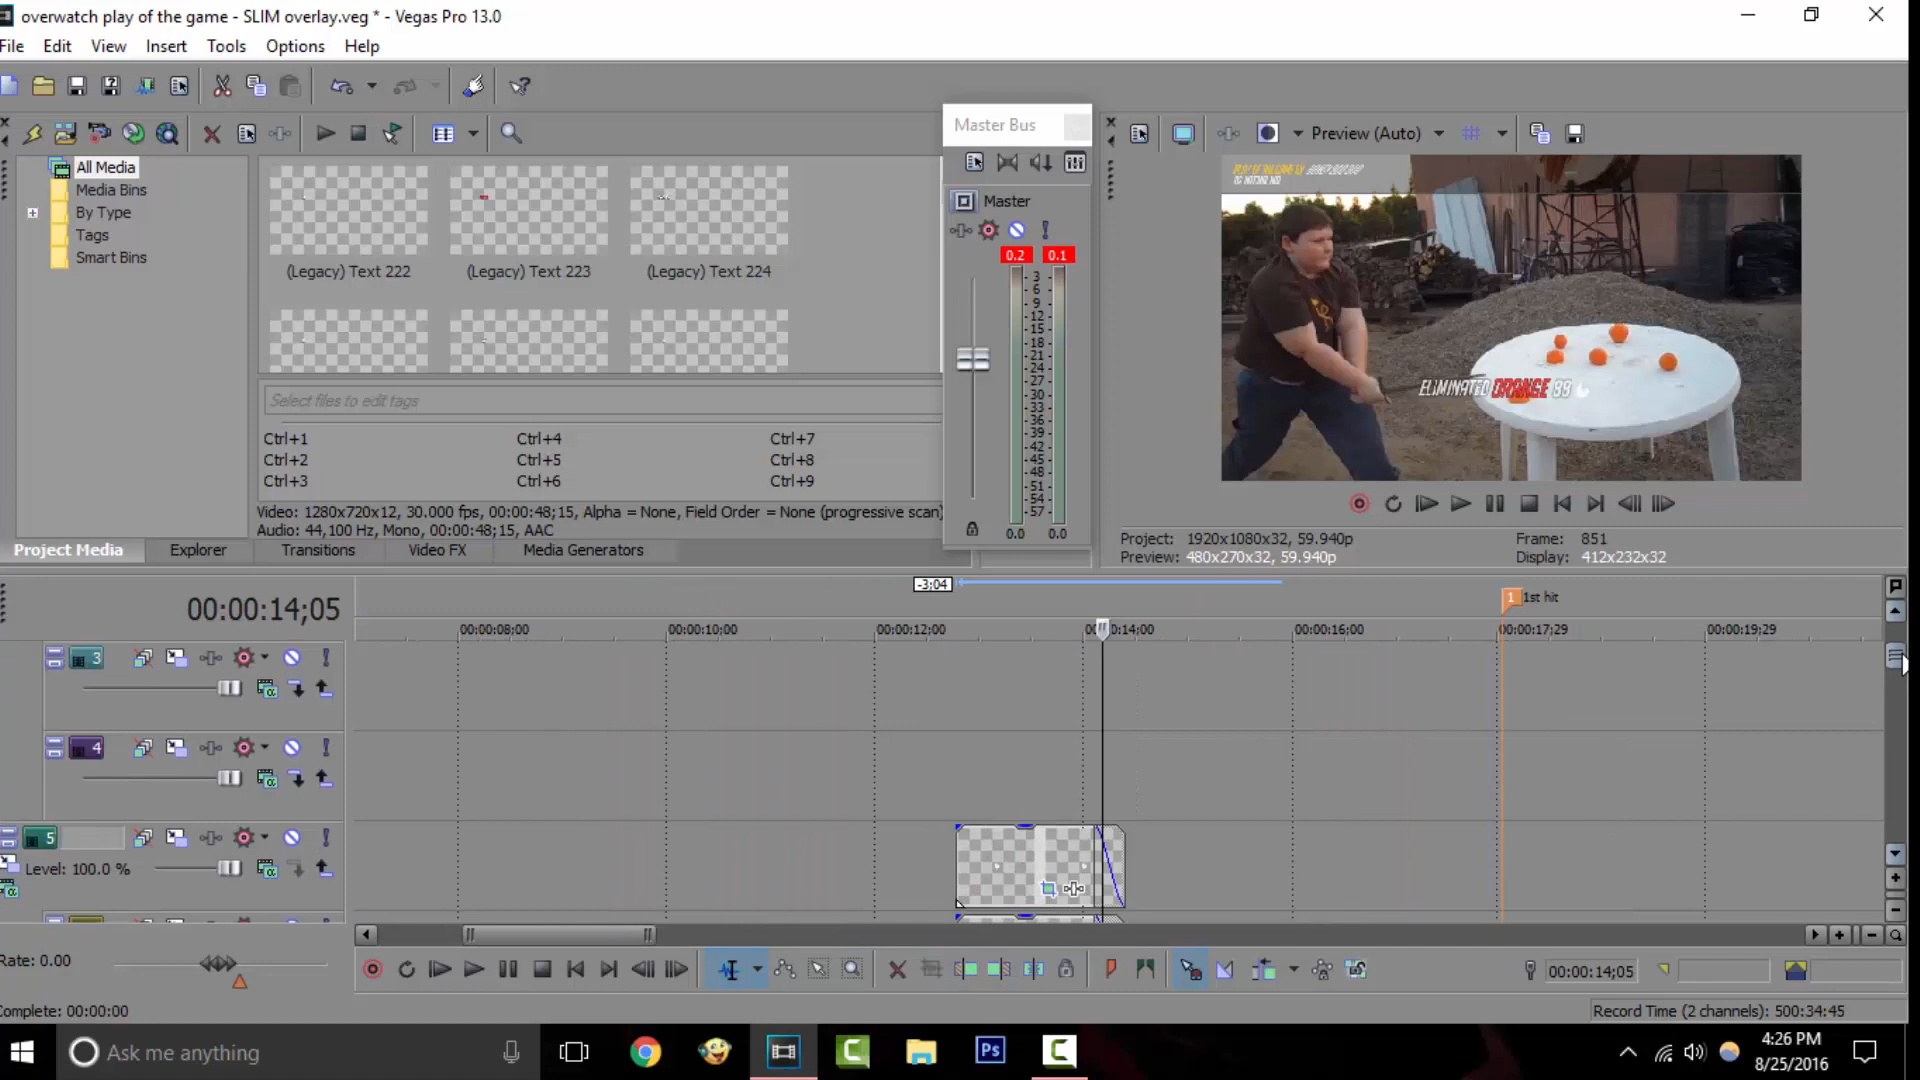 overwatch play of the game - SLIM overlay.veg * - Vegas Pro 13.0
File Edit View Insert Tools Options Help
Master Bus
Preview (Auto)
All Media
Media Bins
By Type
Tags
Smart Bins
(Legacy) Text 222 (Legacy) Text 223 (Legacy) Text 224
Master
0.2 0.1
3
6
9
12
15
18
21
24
27
30
33
36
39
42
45
48
51
54
57
0.0 0.0
ELIMINATED ORANGE
Select files to edit tags
Ctrl+1 Ctrl+4 Ctrl+7
Ctrl+2 Ctrl+5 Ctrl+8
Ctrl+3 Ctrl+6 Ctrl+9
Video: 1280x720x12, 30.000 fps, 00:00:48;15, Alpha = None, Field Order = None (progressive scan)
Audio: 44,100 Hz, Mono, 00:00:48;15, AAC
Project Media Explorer Transitions Video FX Media Generators
Project: 1920x1080x32, 59.940p Frame: 851
Preview: 480x270x32, 59.940p Display: 412x232x32
-3;04
00:00:14;05
1 1st hit
00:00:08;00 00:00:10;00 00:00:12;00 00:00:14;00 00:00:16;00 00:00:17;29 00:00:19;29
3
4
5
Level: 100.0 %
Rate: 0.00
00:00:14;05
Complete: 00:00:00
Record Time (2 channels): 500:34:45
Ask me anything
Ps
4:26 PM
8/25/2016